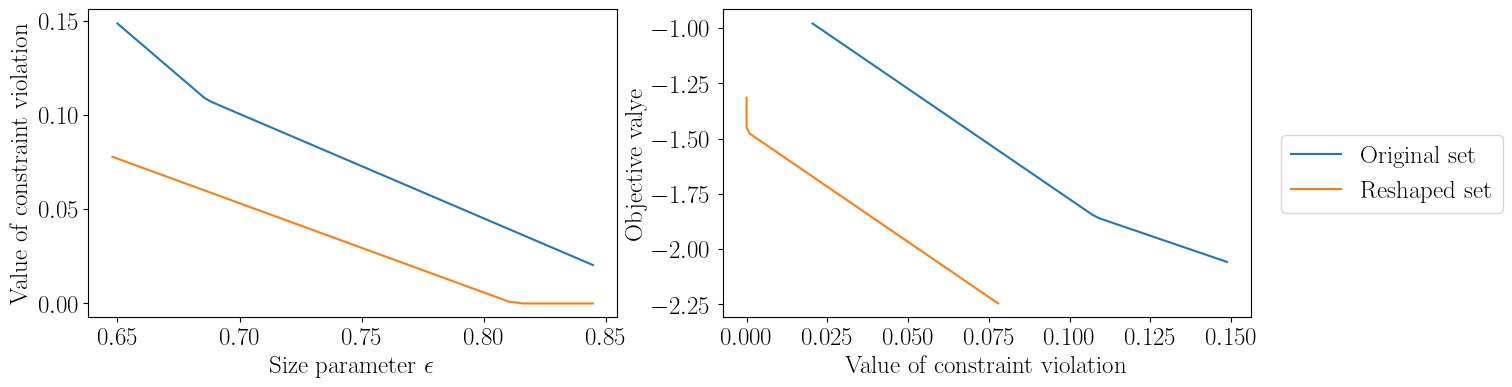 0.15
0.10
0.05
0.00
Value of constraint violation
0.65 0.70 0.75 0.80 0.85
Size parameter ϵ
−1.00
−1.25
−1.50
−1.75
−2.00
−2.25
Objective valye
0.000 0.025 0.050 0.075 0.100 0.125 0.150
Value of constraint violation
Original set
Reshaped set